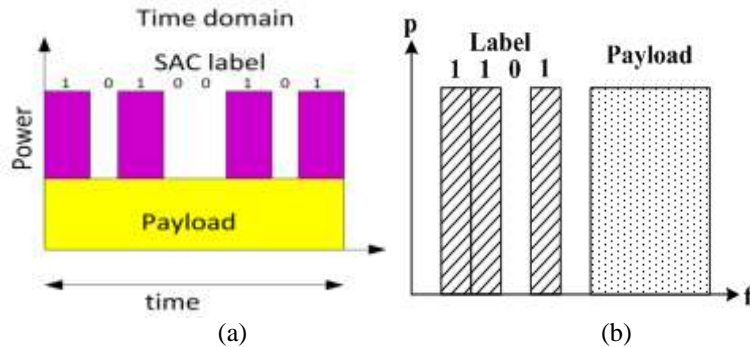 Time domain
SAC label
1 0 1 0 0 1 0 1
Power
Payload
time
(a)
p
Label
1 1 0 1
Payload
f
(b)